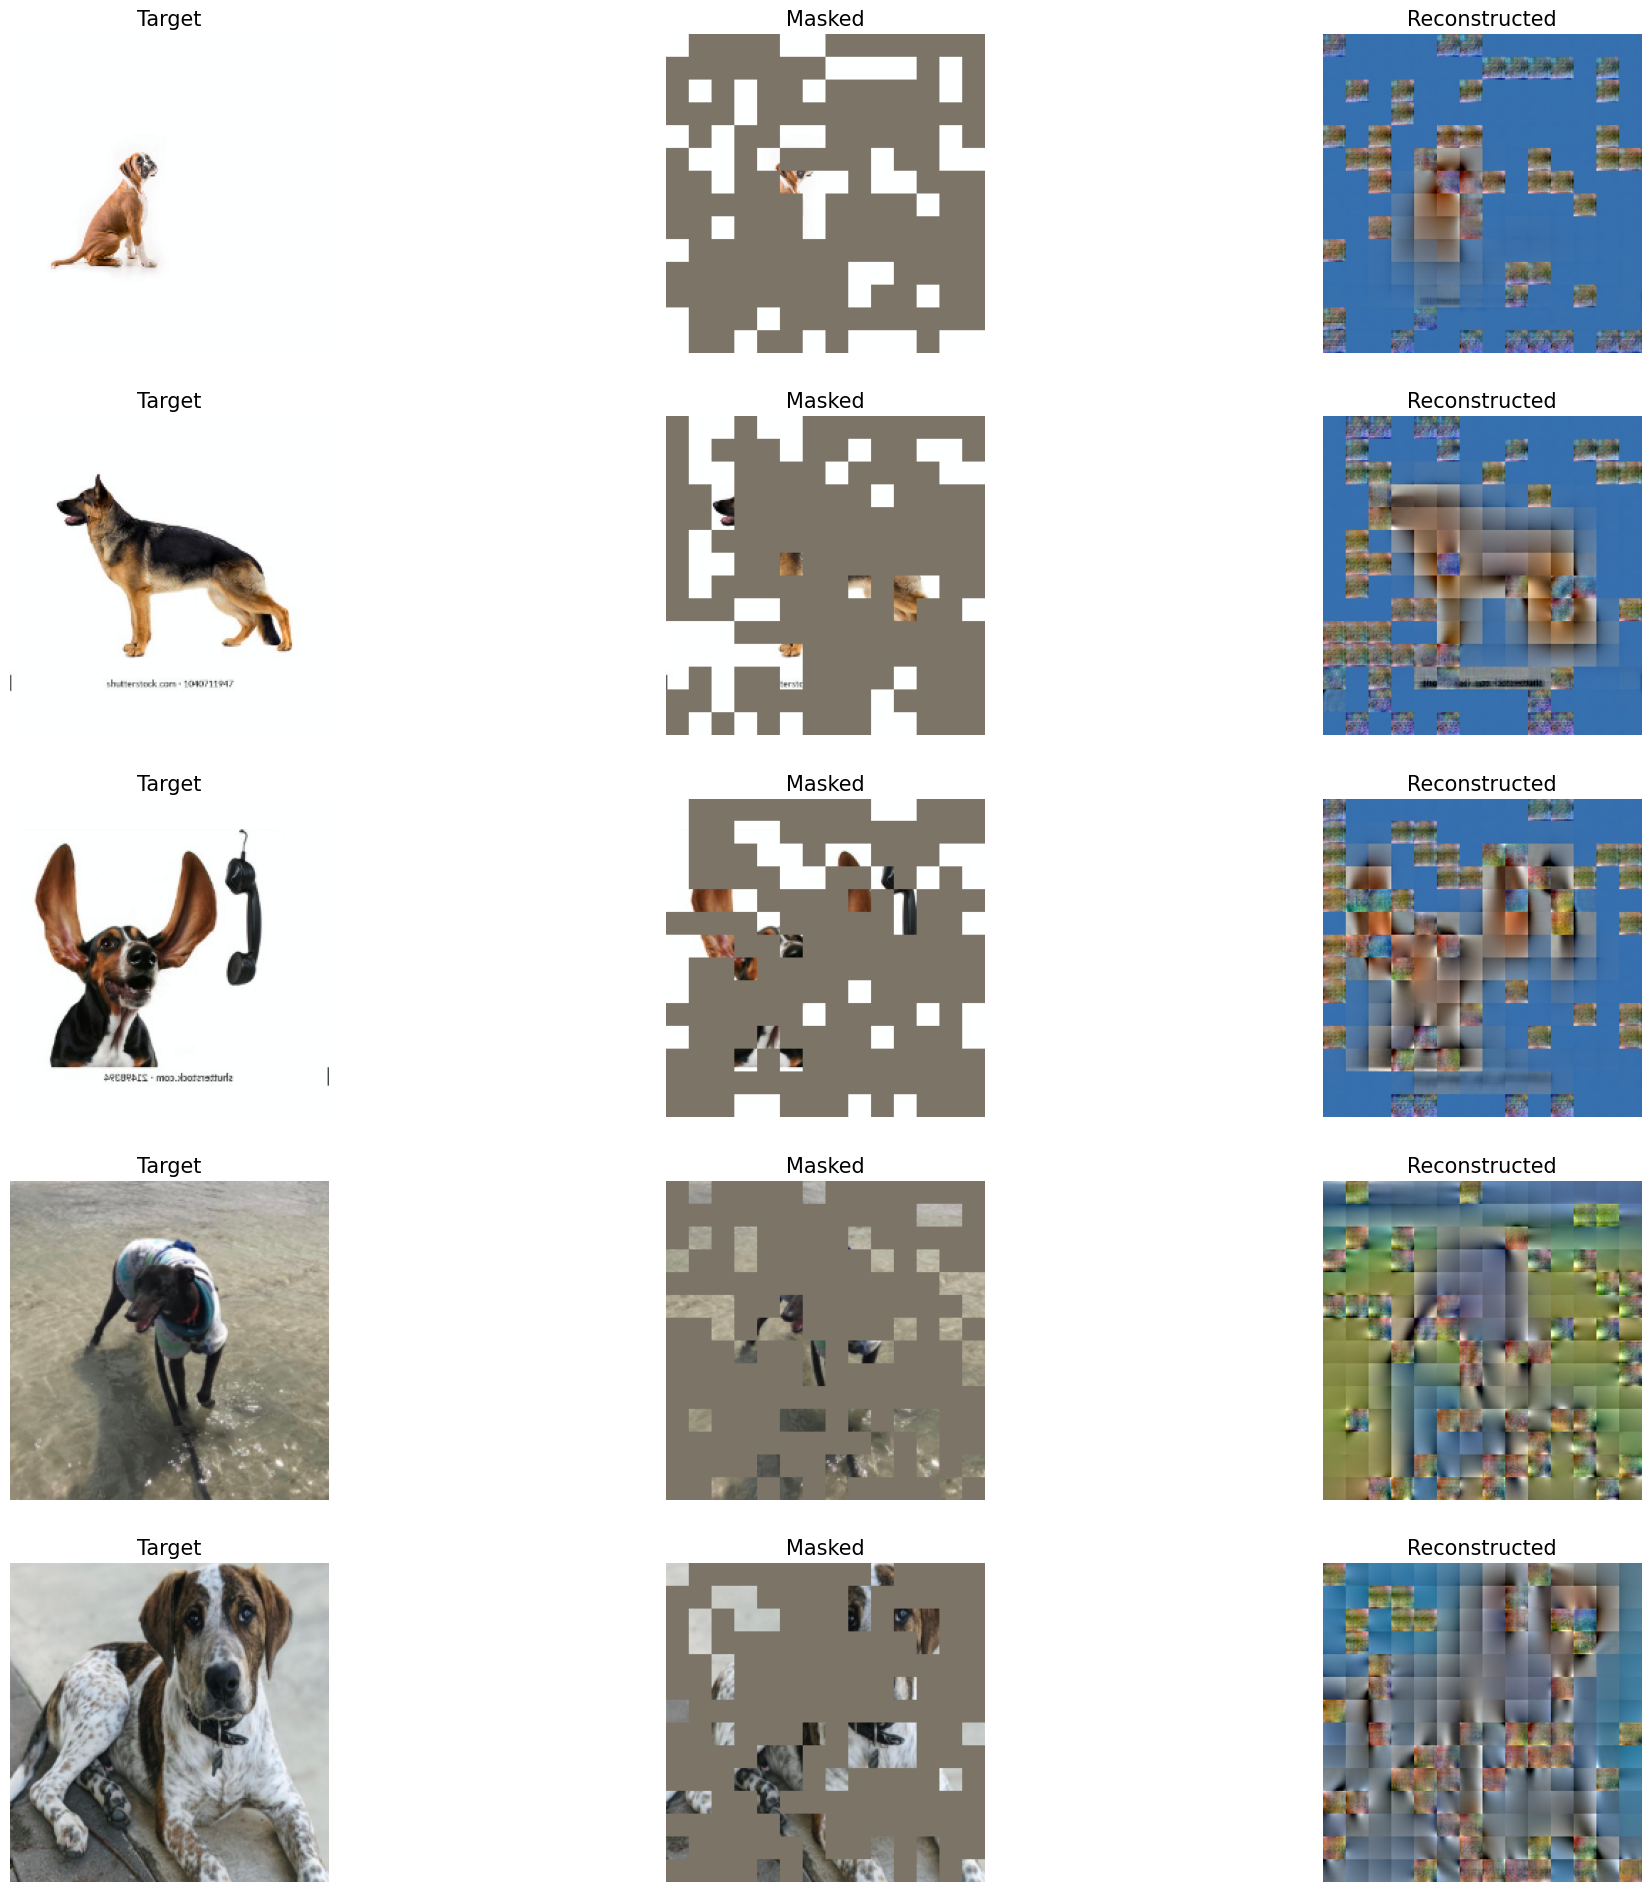 Target
Masked
Reconstructed
Target
Masked
Reconstructed
shutterstock.com • 1040711947
Target
Masked
Reconstructed
shutterstock.com • 21498394
Target
Masked
Reconstructed
Target
Masked
Reconstructed